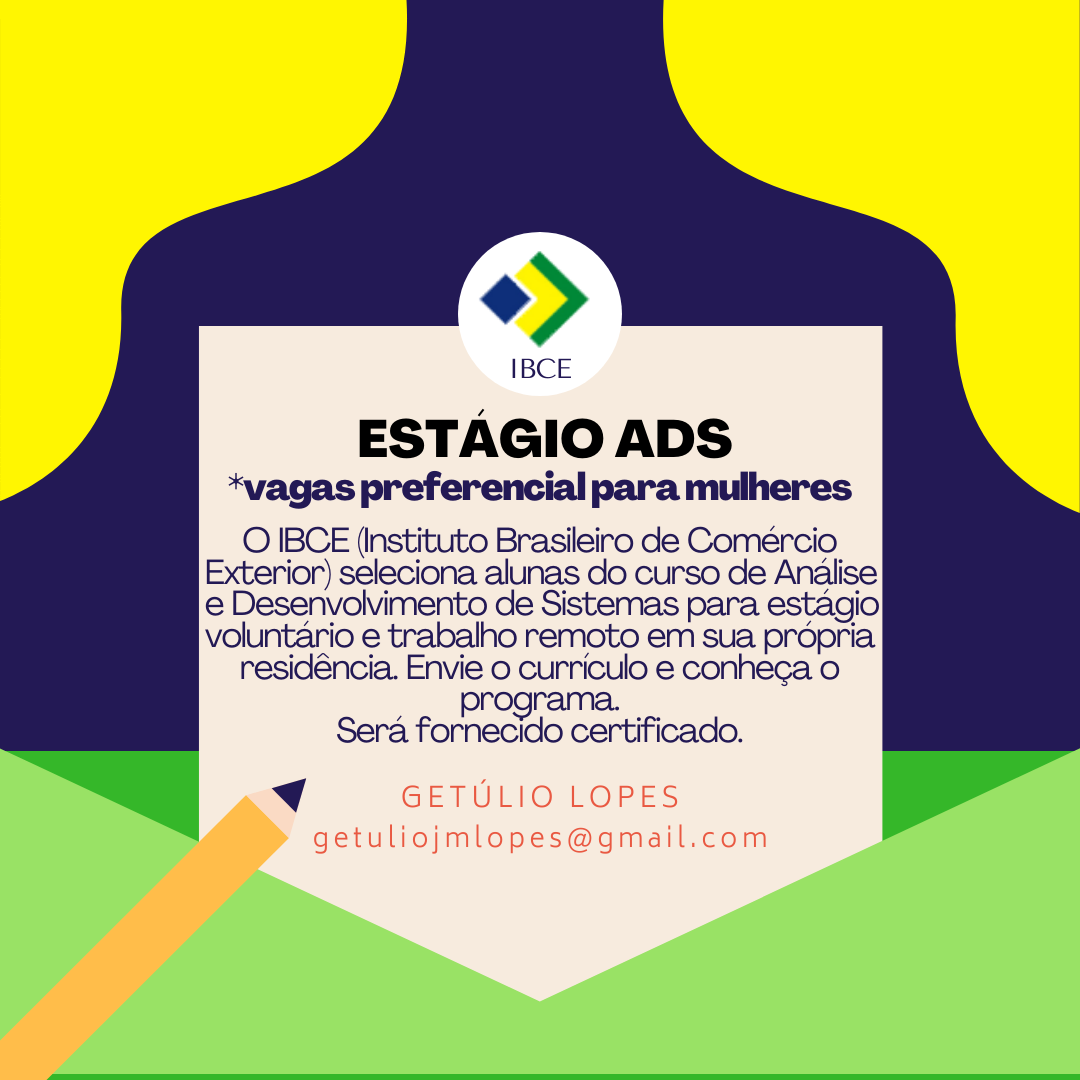 IBCE
ESTÁGIO ADS
*vagas preferencial para mulheres
O IBCE (Instituto Brasileiro de Comércio
Exterior) seleciona alunas do curso de Análise
e Desenvolvimento de Sistemas para estágio
voluntário e trabalho remoto em sua própria
residência. Envie o currículo e conheça o
programa.
Será fornecido certificado.
GETÚLIO LOPES
getuliojmlopes@gmail.com